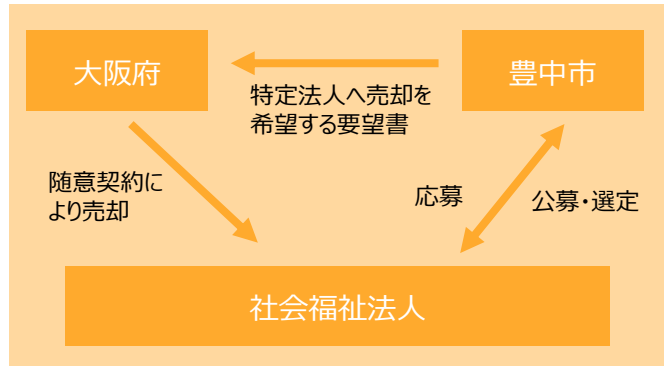 大阪府
豊中市
特定法人へ売却を
希望する要望書
随意契約に
より売却
応募
公募・選定
社会福祉法人